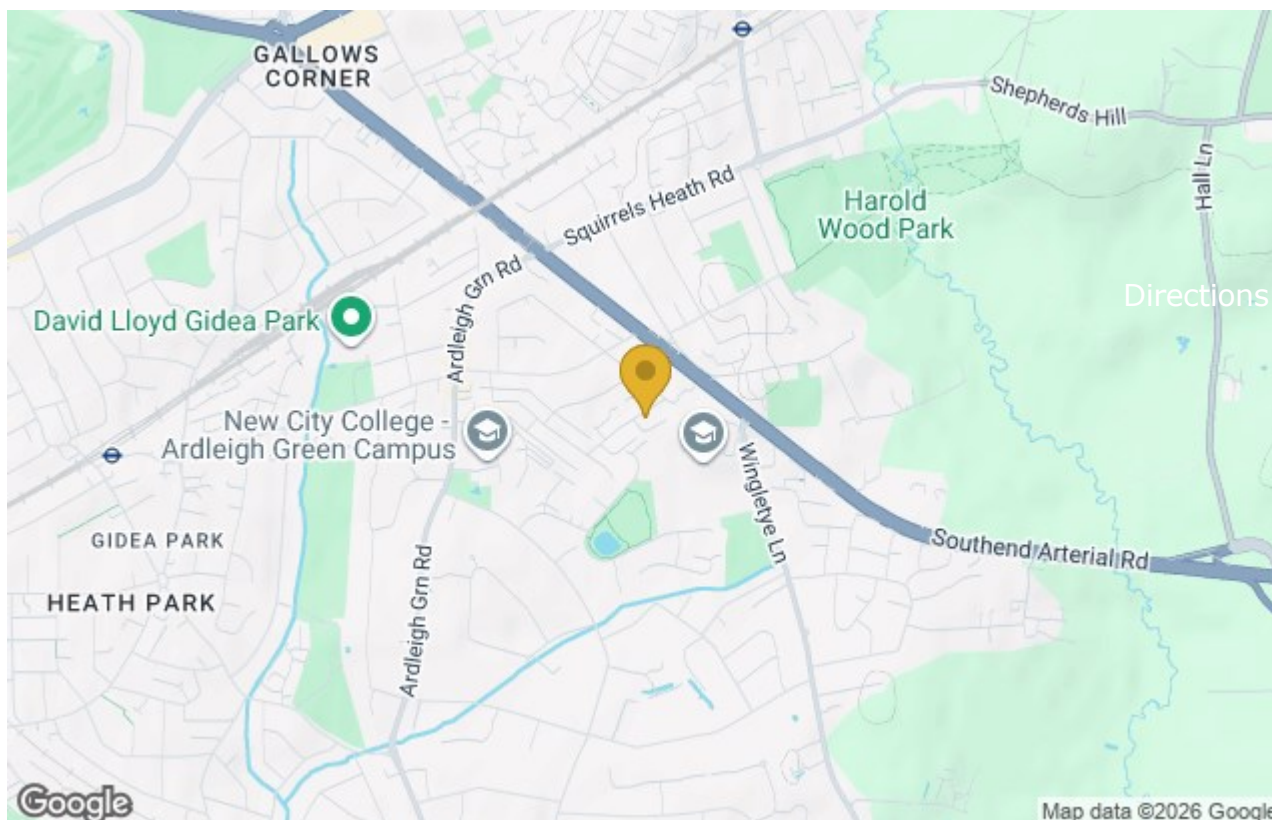 GALLOWS
CORNER
Shepherds Hill
Hall Ln
Squirrels Heath Rd
Harold
Wood Park
Ardleigh Grn Rd
Directions
David Lloyd Gidea Park
New City College -
Ardleigh Green Campus
Wingletye Ln
GIDEA PARK
Southend Arterial Rd
HEATH PARK
Ardleigh Grn Rd
Google
Map data ©2026 Google